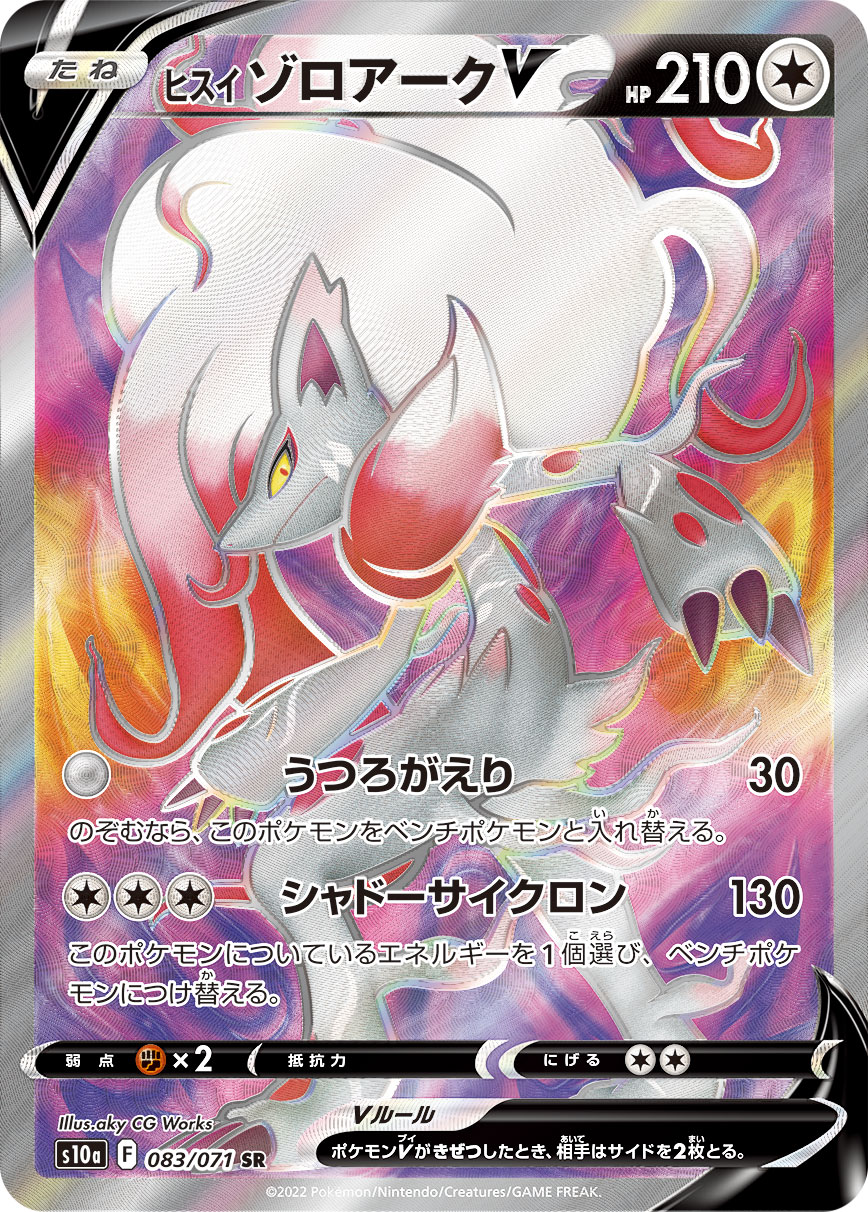 たね ヒスイ ゾロアークV HP 210
うつろがえり 30
のぞむなら、このポケモンをベンチポケモンと入れ替える。
シャドーサイクロン 130
このポケモンについているエネルギーを1個選び、ベンチポケ
モンにつけ替える。
弱点 ×2 抵抗力 にげる
Illus.aky CG Works
Vルール
ポケモンVがきぜつしたとき、相手はサイドを2枚とる。
s10a F 083/071 SR
©2022 Pokémon/Nintendo/Creatures/GAME FREAK.